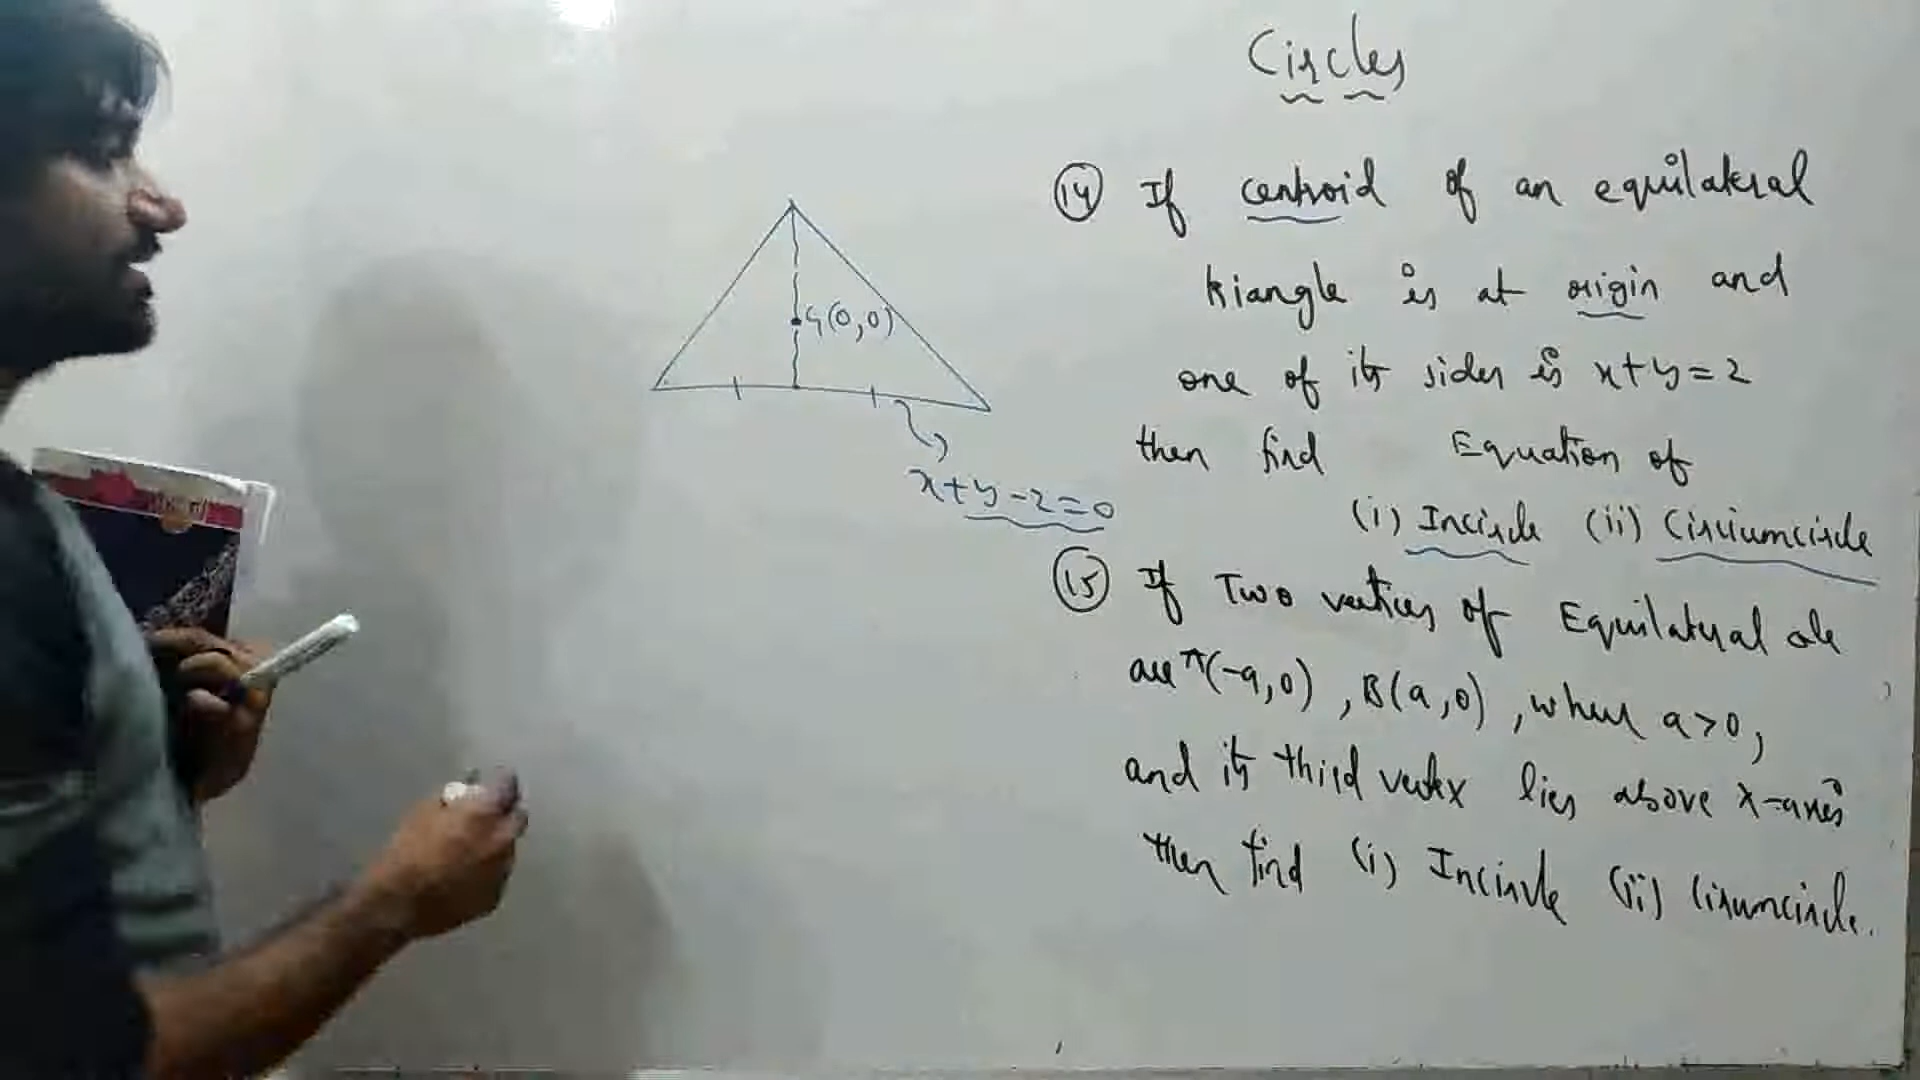 Circles
(14) If centroid of an equilateral
triangle is at origin and
one of its sides is x+y=2
then find Equation of
(i) Incircle (ii) Circiumcircle
(15) If Two vertices of Equilateral
are A(-a,0), B(a,0), where a>0,
and its third vertex lies above x-axis
then find (i) Incircle (ii) Circumcircle.
G(0,0)
x+y-2=0